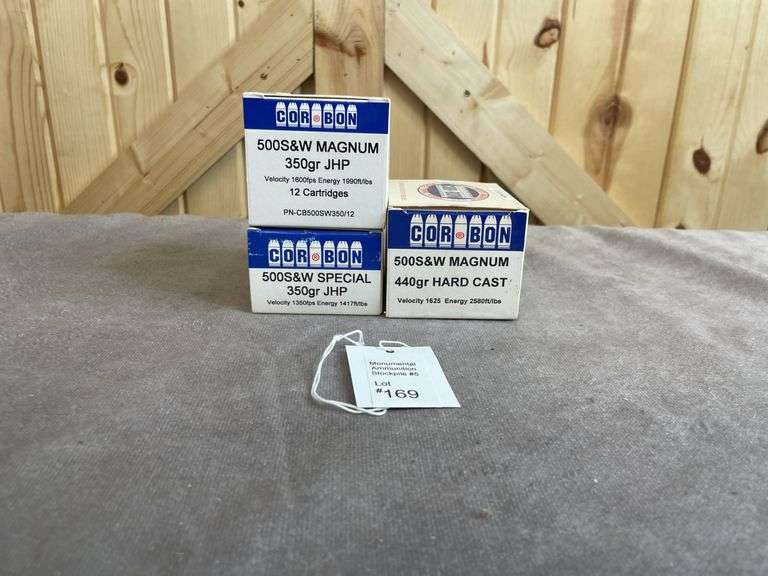 COR®BON
500S&W MAGNUM
350gr JHP
Velocity 1600fps Energy 1990ft/lbs
12 Cartridges
PN-CB500SW350/12
COR®BON
500S&W SPECIAL
350gr JHP
Velocity 1350fps Energy 1417ft/lbs
COR®BON
500S&W MAGNUM
440gr HARD CAST
Velocity 1625 Energy 2580ft/lbs
Monumental
Ammunition
Stockpile #5
Lot
#169